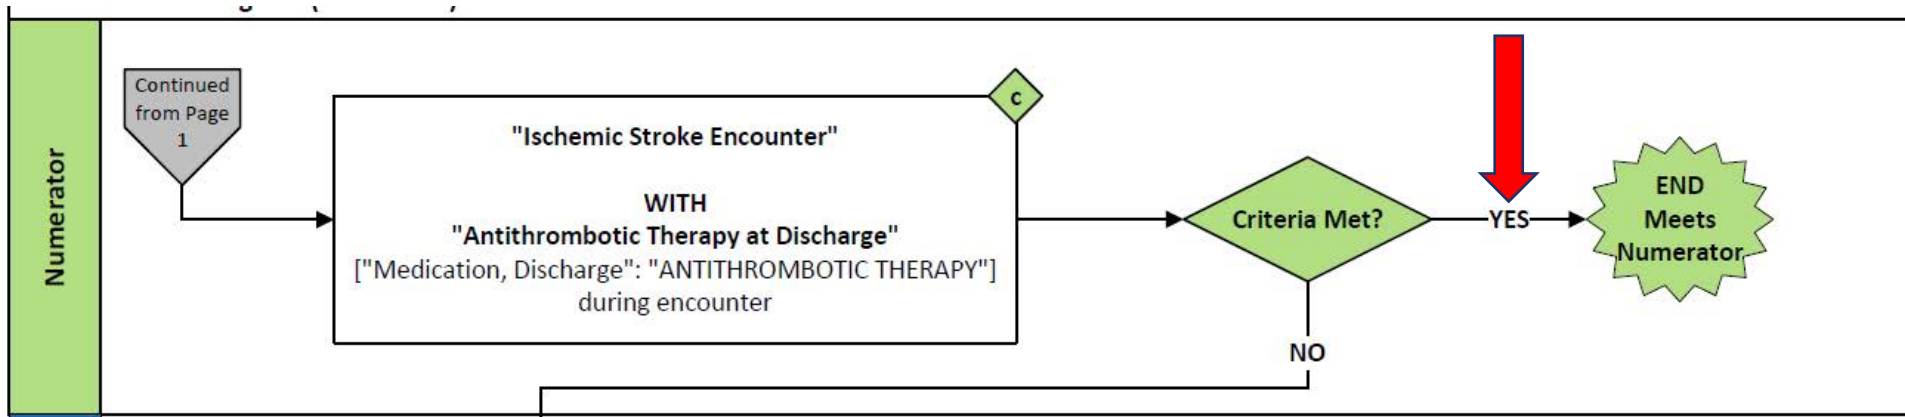 Numerator
Continued
from Page
1
c
"Ischemic Stroke Encounter"
WITH
"Antithrombotic Therapy at Discharge"
["Medication, Discharge": "ANTITHROMBOTIC THERAPY"]
during encounter
Criteria Met?
YES
END
Meets
Numerator
NO